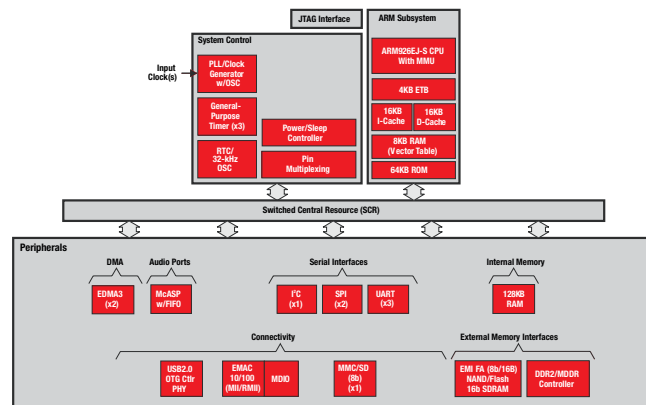 JTAG Interface
ARM Subsystem
System Control
Input
Clock(s)
PLL/Clock
Generator
w/OSC
General-
Purpose
Timer (x3)
RTC/
32-kHz
OSC
Power/Sleep
Controller
Pin
Multiplexing
ARM926EJ-S CPU
With MMU
4KB ETB
16KB
I-Cache
16KB
D-Cache
8KB RAM
(Vector Table)
64KB ROM
Switched Central Resource (SCR)
Peripherals
DMA
Audio Ports
Serial Interfaces
Internal Memory
EDMA3
(x2)
McASP
w/FIFO
I²C
(x1)
SPI
(x2)
UART
(x3)
128KB
RAM
Connectivity
External Memory Interfaces
USB2.0
OTG Ctlr
PHY
EMAC
10/100
(MII/RMII)
MDIO
MMC/SD
(8b)
(x1)
EMI FA (8b/16B)
NAND/Flash
16b SDRAM
DDR2/MDDR
Controller